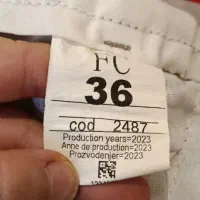 FC
36
cod 2487
Production years=2023
Anne de production=2023
Prozvodenjer=2023